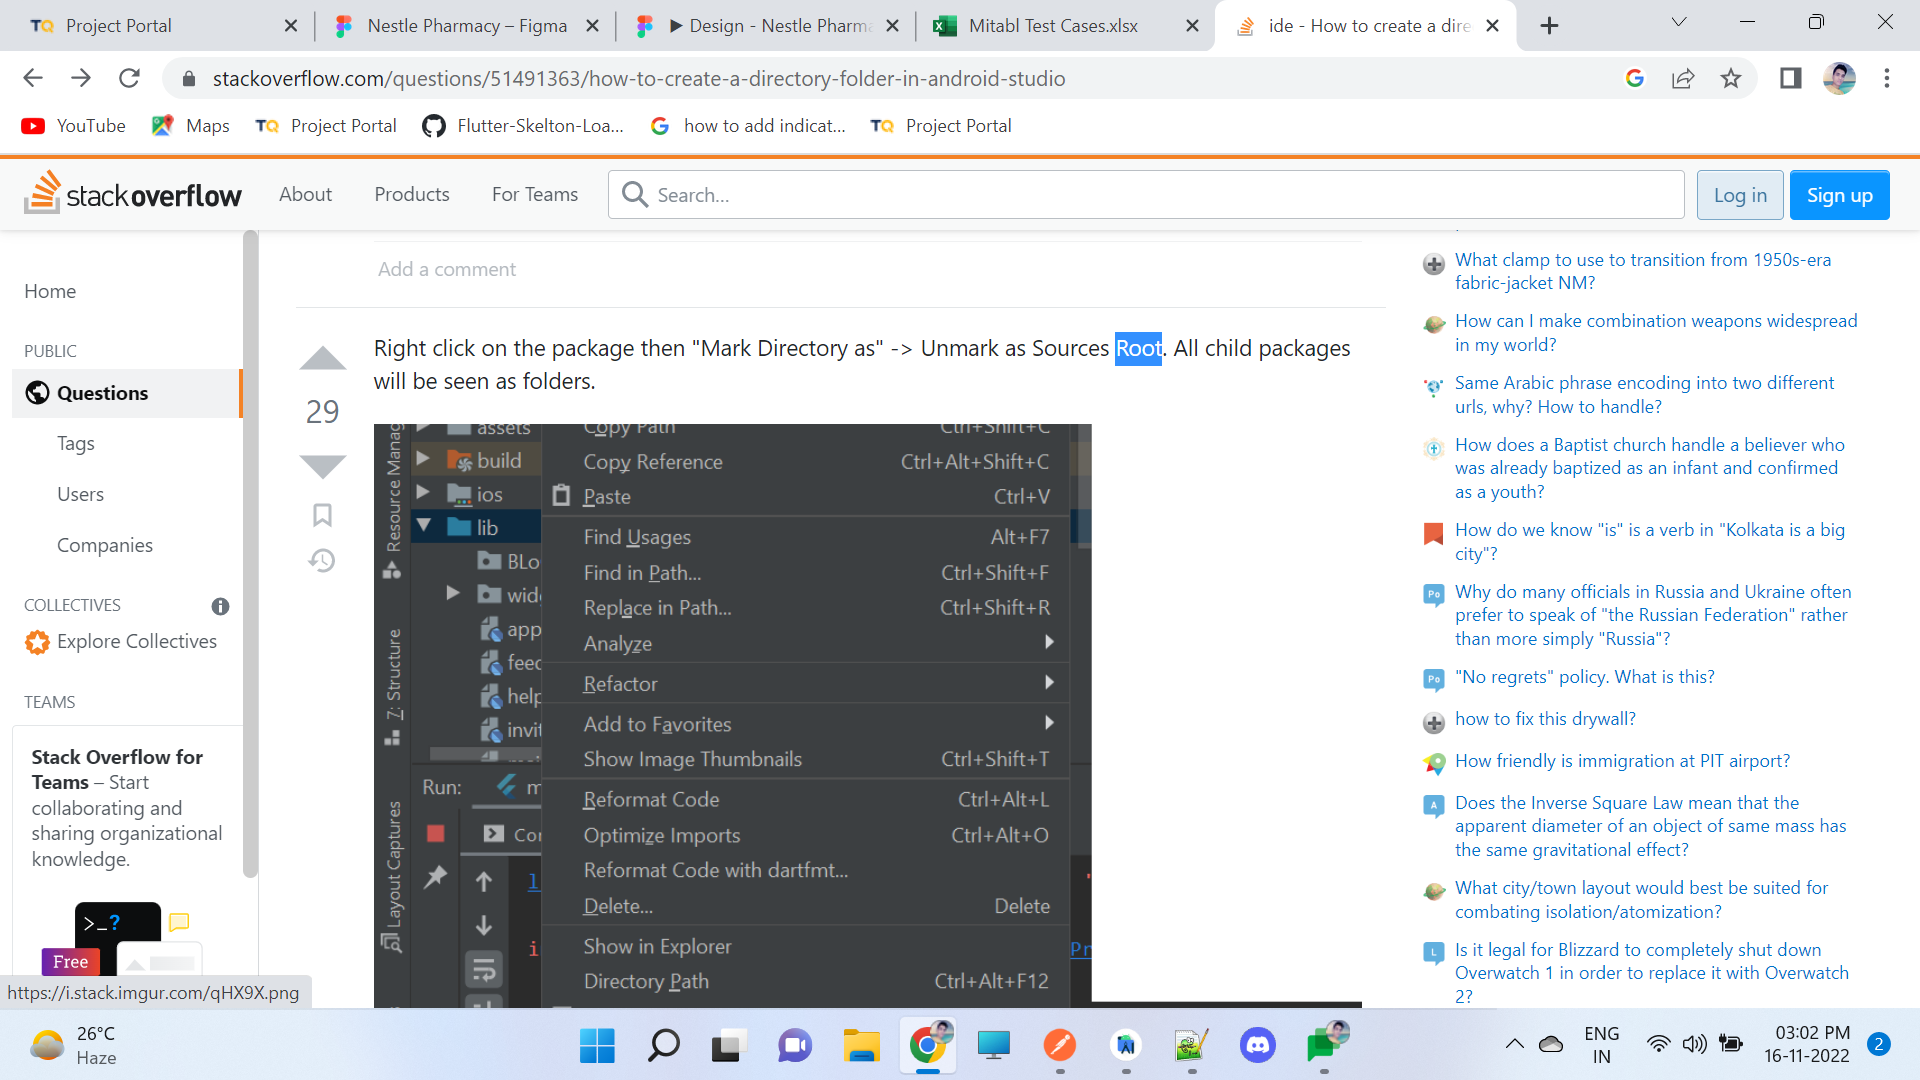 Project Portal
Nestle Pharmacy – Figma
▶ Design - Nestle Pharma
Mitabl Test Cases.xlsx
ide - How to create a dire
stackoverflow.com/questions/51491363/how-to-create-a-directory-folder-in-android-studio
YouTube
Maps
Project Portal
Flutter-Skelton-Loa...
how to add indicat...
Project Portal
stackoverflow
About
Products
For Teams
Search...
Log in
Sign up
Home
PUBLIC
Questions
Tags
Users
Companies
COLLECTIVES
Explore Collectives
TEAMS
Stack Overflow for
Teams – Start
collaborating and
sharing organizational
knowledge.
>_?
Free
https://i.stack.imgur.com/qHX9X.png
Add a comment
29
Right click on the package then "Mark Directory as" -> Unmark as Sources Root. All child packages
will be seen as folders.
Resource Manag
7: Structure
Layout Captures
assets
build
ios
lib
BLo
wid
app
feed
help
invit
Run:
m
Con
Copy Path Ctrl+Shift+C
Copy Reference Ctrl+Alt+Shift+C
Paste Ctrl+V
Find Usages Alt+F7
Find in Path... Ctrl+Shift+F
Replace in Path... Ctrl+Shift+R
Analyze
Refactor
Add to Favorites
Show Image Thumbnails Ctrl+Shift+T
Reformat Code Ctrl+Alt+L
Optimize Imports Ctrl+Alt+O
Reformat Code with dartfmt...
Delete... Delete
Show in Explorer
Directory Path Ctrl+Alt+F12
Pr
What clamp to use to transition from 1950s-era
fabric-jacket NM?
How can I make combination weapons widespread
in my world?
Same Arabic phrase encoding into two different
urls, why? How to handle?
How does a Baptist church handle a believer who
was already baptized as an infant and confirmed
as a youth?
How do we know "is" is a verb in "Kolkata is a big
city"?
Why do many officials in Russia and Ukraine often
prefer to speak of "the Russian Federation" rather
than more simply "Russia"?
"No regrets" policy. What is this?
how to fix this drywall?
How friendly is immigration at PIT airport?
Does the Inverse Square Law mean that the
apparent diameter of an object of same mass has
the same gravitational effect?
What city/town layout would best be suited for
combating isolation/atomization?
Is it legal for Blizzard to completely shut down
Overwatch 1 in order to replace it with Overwatch
2?
26°C
Haze
ENG
IN
03:02 PM
16-11-2022
2